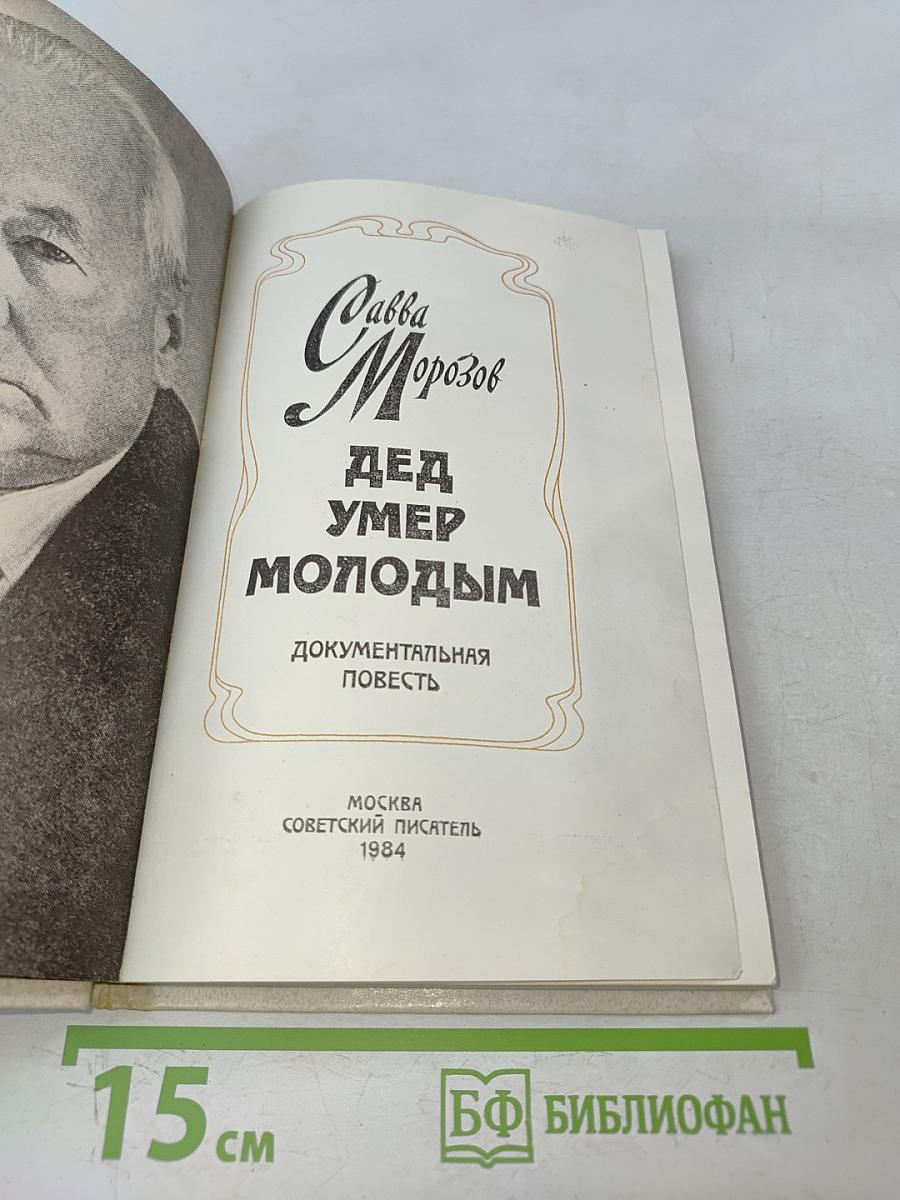 Савва
Морозов
ДЕД
УМЕР
МОЛОДЫМ
ДОКУМЕНТАЛЬНАЯ
ПОВЕСТЬ
МОСКВА
СОВЕТСКИЙ ПИСАТЕЛЬ
1984
15 см
БФ БИБЛИОФАН